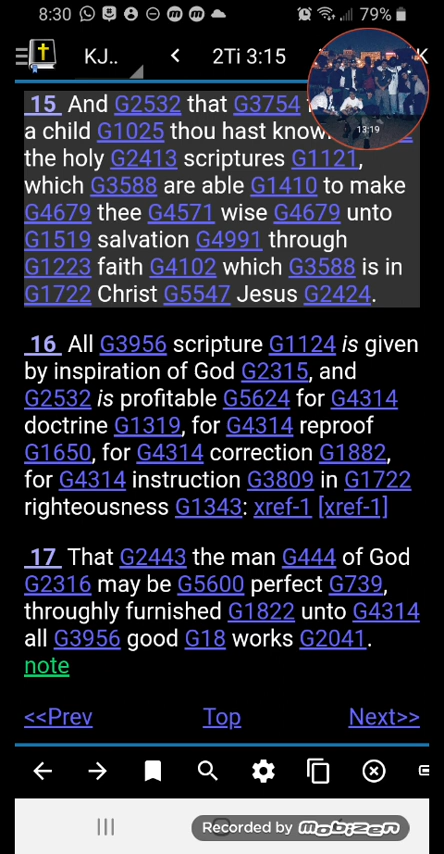 8:30 79%
KJ.. < 2Ti 3:15 K
13:19
15 And G2532 that G3754
a child G1025 thou hast know
the holy G2413 scriptures G1121,
which G3588 are able G1410 to make
G4679 thee G4571 wise G4679 unto
G1519 salvation G4991 through
G1223 faith G4102 which G3588 is in
G1722 Christ G5547 Jesus G2424.
16 All G3956 scripture G1124 is given
by inspiration of God G2315, and
G2532 is profitable G5624 for G4314
doctrine G1319, for G4314 reproof
G1650, for G4314 correction G1882,
for G4314 instruction G3809 in G1722
righteousness G1343: xref-1 [xref-1]
17 That G2443 the man G444 of God
G2316 may be G5600 perfect G739,
throughly furnished G1822 unto G4314
all G3956 good G18 works G2041.
note
<<Prev Top Next>>
Recorded by Mobizen